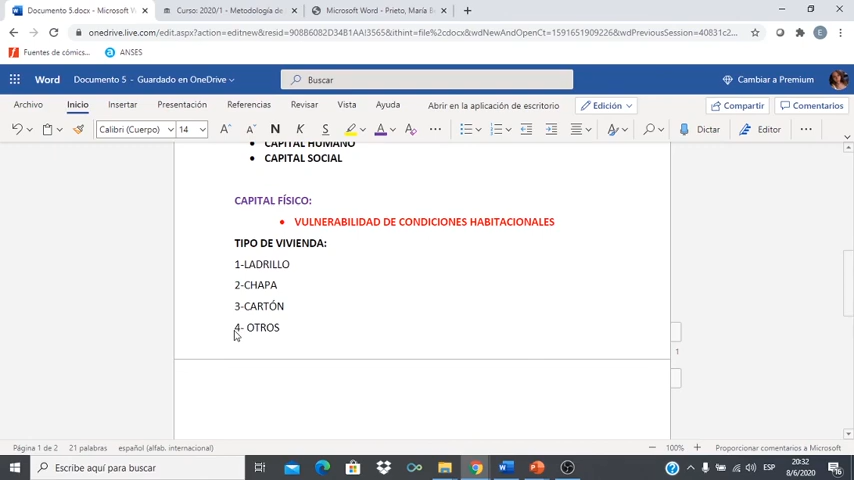 Documento 5.docx - Microsoft W
Curso: 2020/1 - Metodología de
Microsoft Word - Prieto, María B
onedrive.live.com/edit.aspx?action=editnew&resid=908B6082D34B1AAI3565&ithint=file%2cdocx&wdNewAndOpenCt=1591651909226&wdPreviousSession=40831c2...
Fuentes de cómics...
ANSES
Word Documento 5 - Guardado en OneDrive
Buscar
Cambiar a Premium
Archivo Inicio Insertar Presentación Referencias Revisar Vista Ayuda Abrir en la aplicación de escritorio Edición Compartir Comentarios
Calibri (Cuerpo) 14 A A N K S A A Dictar Editor
CAPITAL HUMANO
• CAPITAL SOCIAL
CAPITAL FÍSICO:
• VULNERABILIDAD DE CONDICIONES HABITACIONALES
TIPO DE VIVIENDA:
1-LADRILLO
2-CHAPA
3-CARTÓN
4- OTROS
1
Página 1 de 2 21 palabras español (alfab. internacional) 100% Proporcionar comentarios a Microsoft
Escribe aquí para buscar
ESP
20:32
8/6/2020